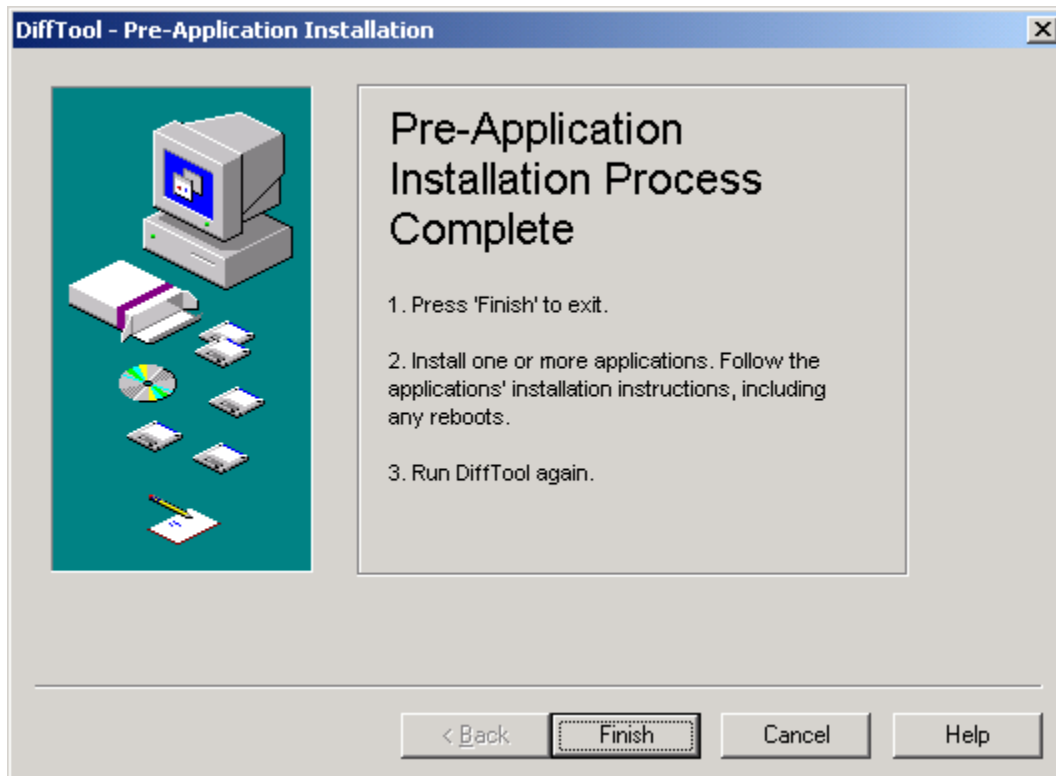 DiffTool - Pre-Application Installation
Pre-Application
Installation Process
Complete
1. Press 'Finish' to exit.
2. Install one or more applications. Follow the
applications' installation instructions, including
any reboots.
3. Run DiffTool again.
< Back
Finish
Cancel
Help